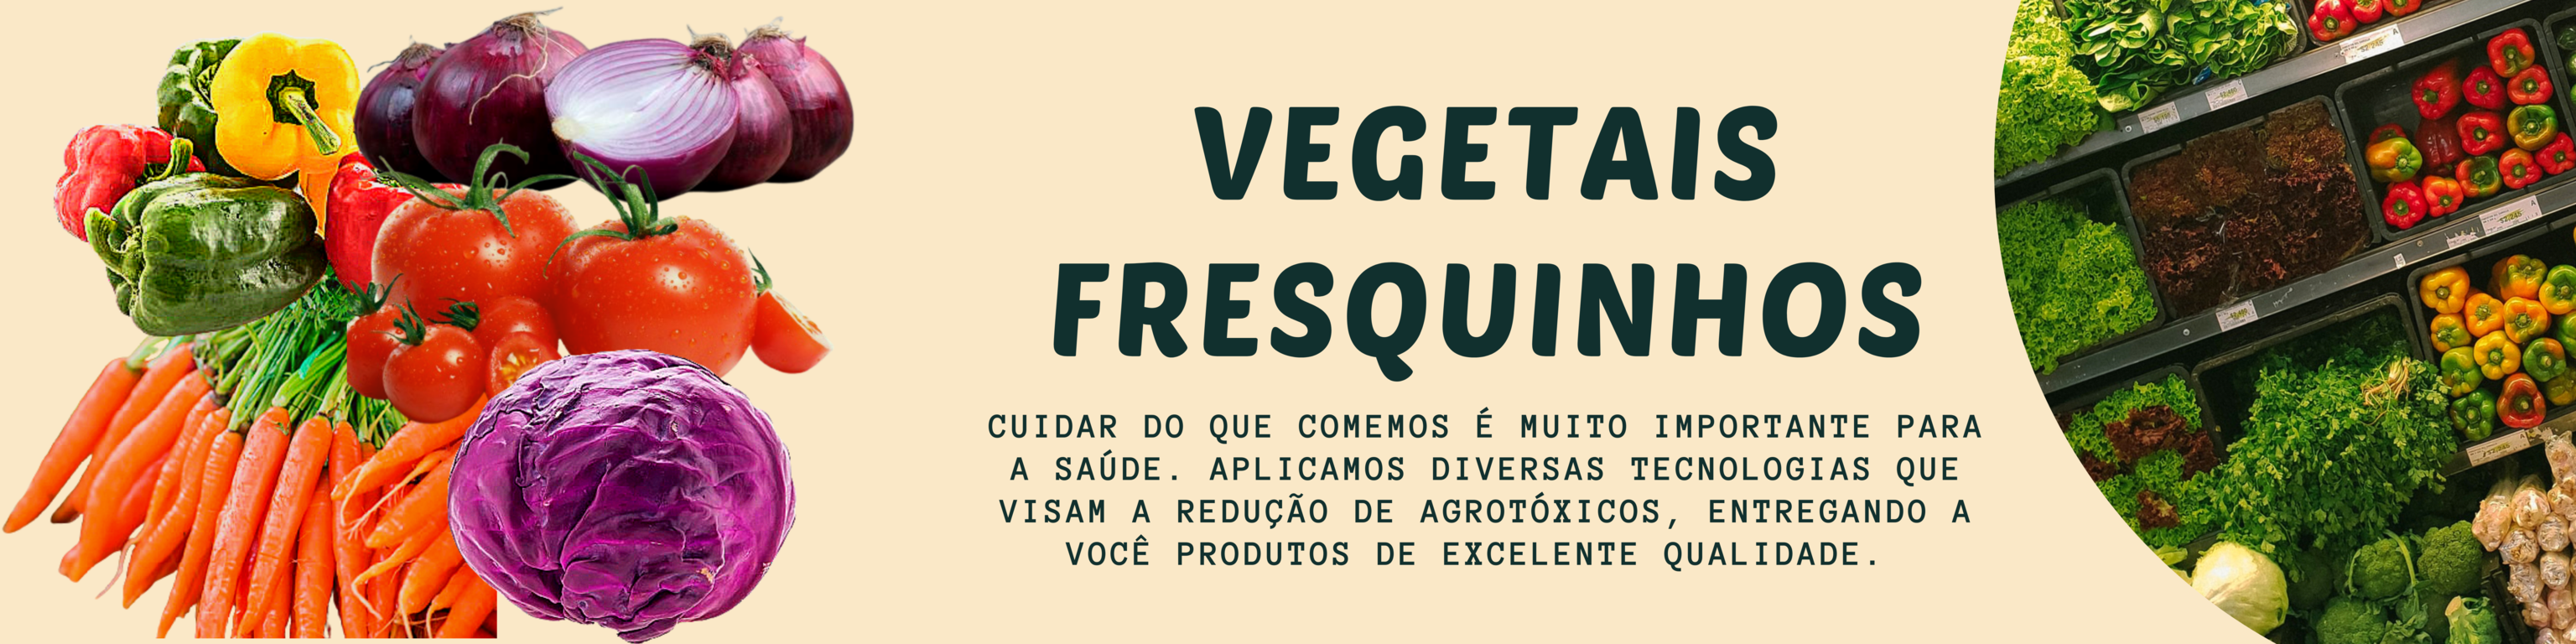 VEGETAIS
FRESQUINHOS
CUIDAR DO QUE COMEMOS É MUITO IMPORTANTE PARA
A SAÚDE. APLICAMOS DIVERSAS TECNOLOGIAS QUE
VISAM A REDUÇÃO DE AGROTÓXICOS, ENTREGANDO A
VOCÊ PRODUTOS DE EXCELENTE QUALIDADE.